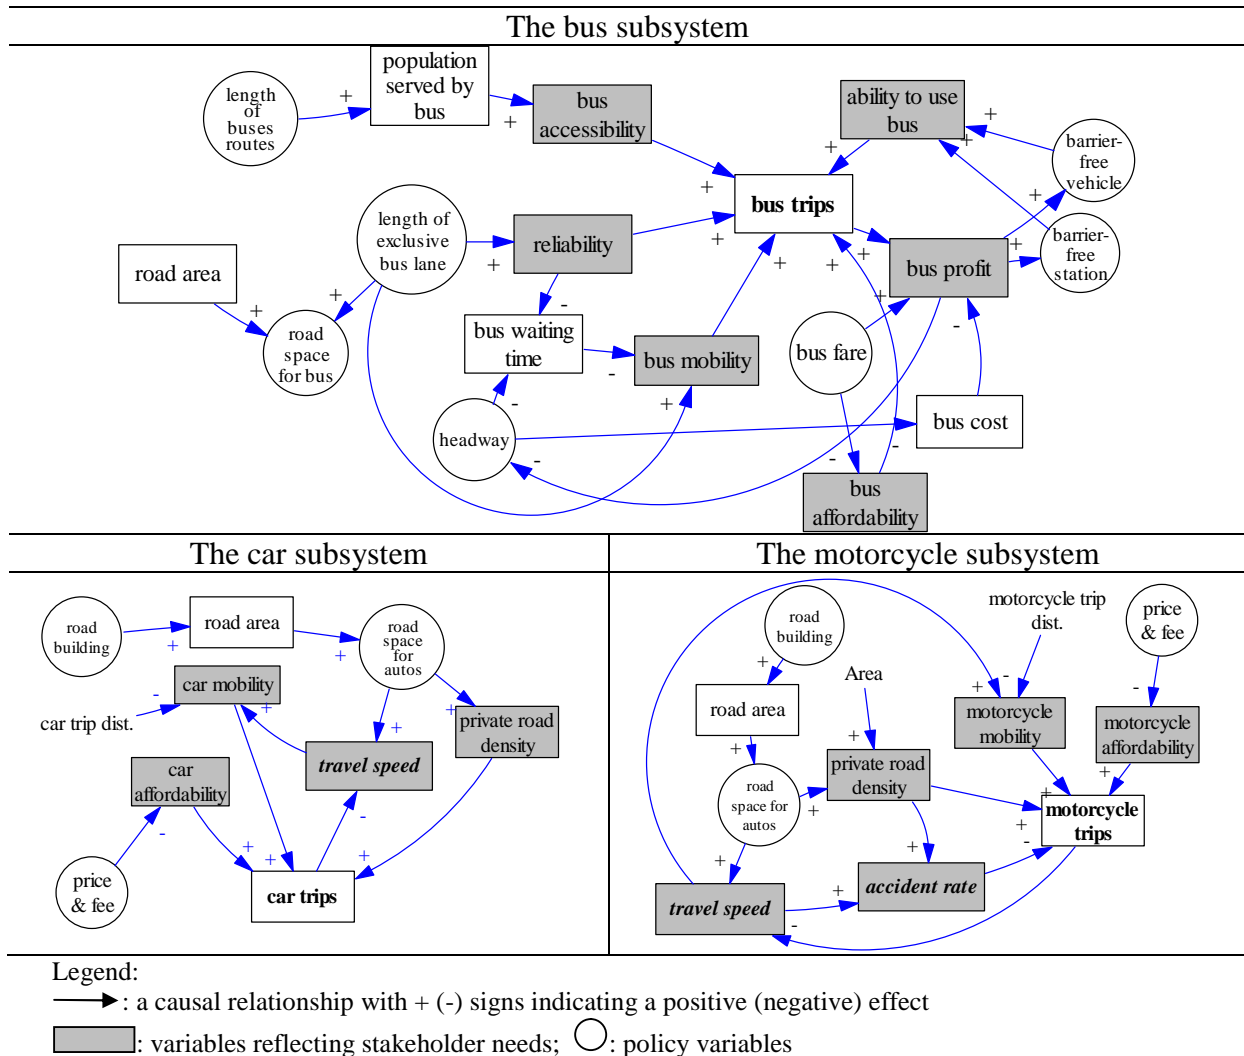 The bus subsystem
length
of
buses
routes
+
population
served by
bus
+
bus
accessibility
+
ability to use
bus
+
+
+
barrier-
free
vehicle
+
barrier-
free
station
+
bus trips
+
+
+
+
length of
exclusive
bus lane
+
reliability
+
bus profit
+
-
road area
+
+
road
space
for bus
-
bus waiting
time
-
-
bus mobility
+
bus fare
headway
-
bus cost
-
-
bus
affordability
The car subsystem
road
building
+
road area
+
road
space
for
autos
car mobility
-
+
car trip dist.
+
+
private road
density
travel speed
-
car
affordability
-
+
+
+
price
& fee
car trips
The motorcycle subsystem
road
building
+
motorcycle trip
dist.
price
& fee
Area
road area
+
-
-
motorcycle
mobility
motorcycle
affordability
+
+
private road
density
+
+
road
space for
autos
+
+
+
-
motorcycle
trips
+
+
accident rate
+
travel speed
-
Legend:
: a causal relationship with + (-) signs indicating a positive (negative) effect
: variables reflecting stakeholder needs; : policy variables